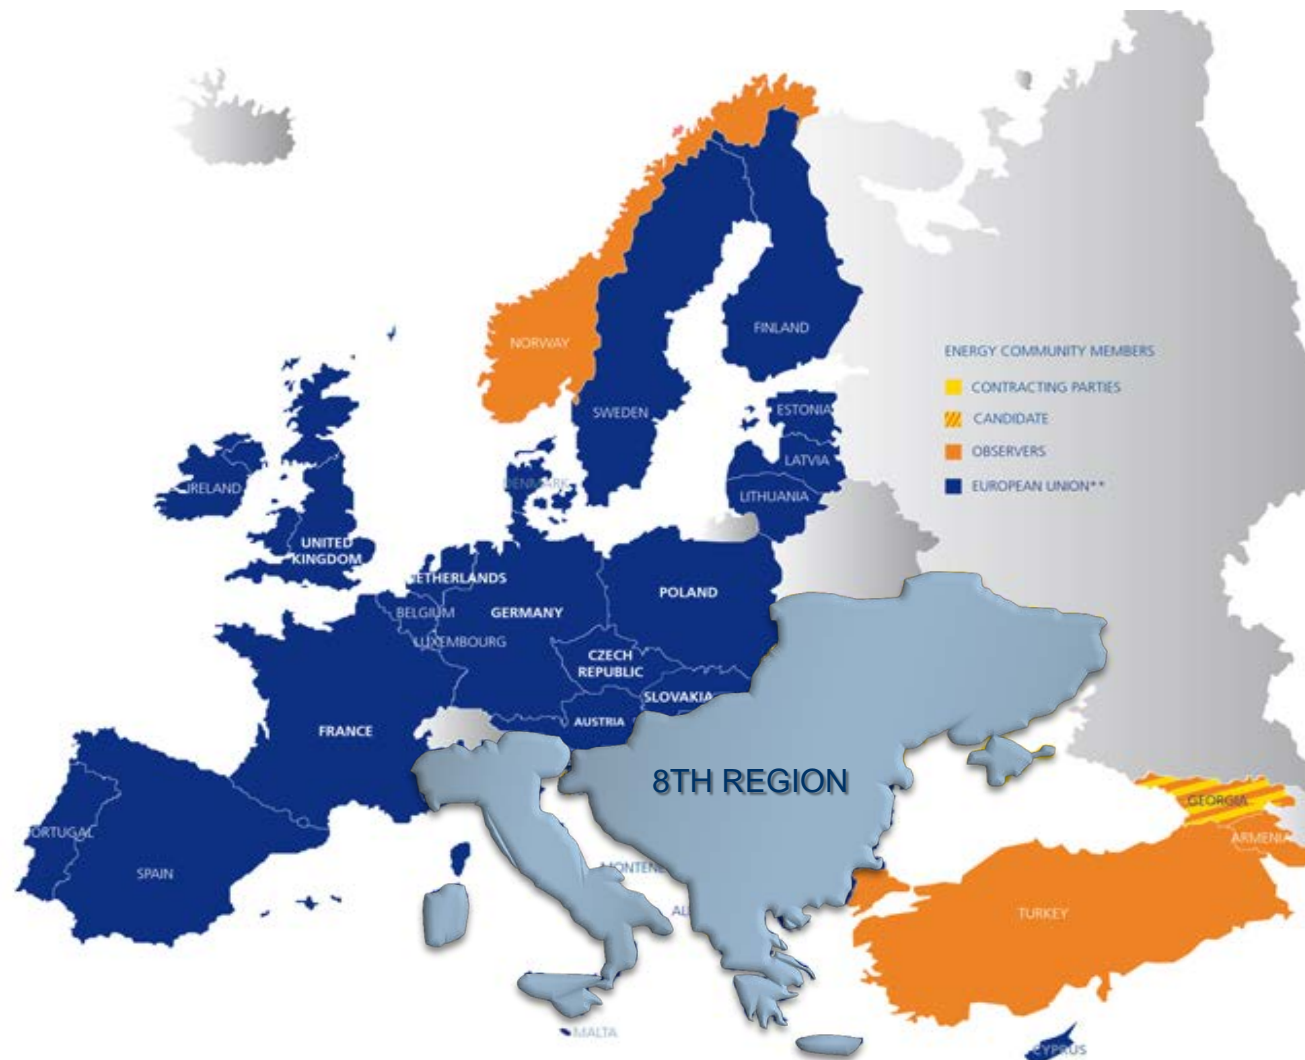 NORWAY
FINLAND
ENERGY COMMUNITY MEMBERS
CONTRACTING PARTIES
CANDIDATE
OBSERVERS
EUROPEAN UNION**
SWEDEN
ESTONIA
LATVIA
LITHUANIA
DENMARK
IRELAND
UNITED
KINGDOM
NETHERLANDS
BELGIUM
GERMANY
LUXEMBOURG
POLAND
CZECH
REPUBLIC
SLOVAKIA
AUSTRIA
FRANCE
8TH REGION
GEORGIA
ARMENIA
PORTUGAL
SPAIN
MONTENE
AL
TURKEY
MALTA
CYPRUS